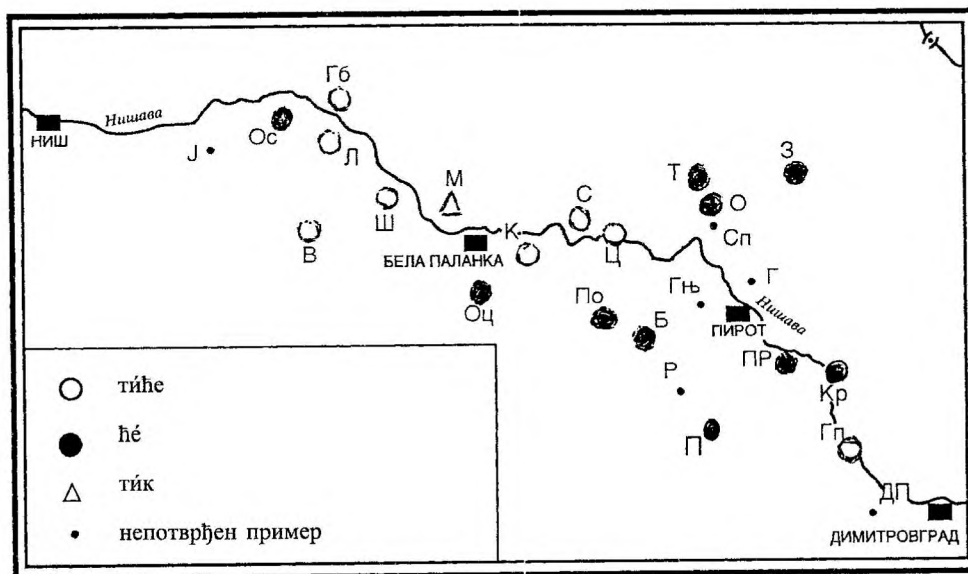 Гб
Нишава
НИШ
Ос
Ј
Л
Т
З
М
С
О
Ш
К
Сп
В
Ц
БЕЛА ПАЛАНКА
Г
Оц
По
Гњ
Нишава
Б
ПИРОТ
ПР
Р
Кр
П
Гп
ДП
ДИМИТРОВГРАД
ти́ће
ће́
ти́к
непотврђен пример